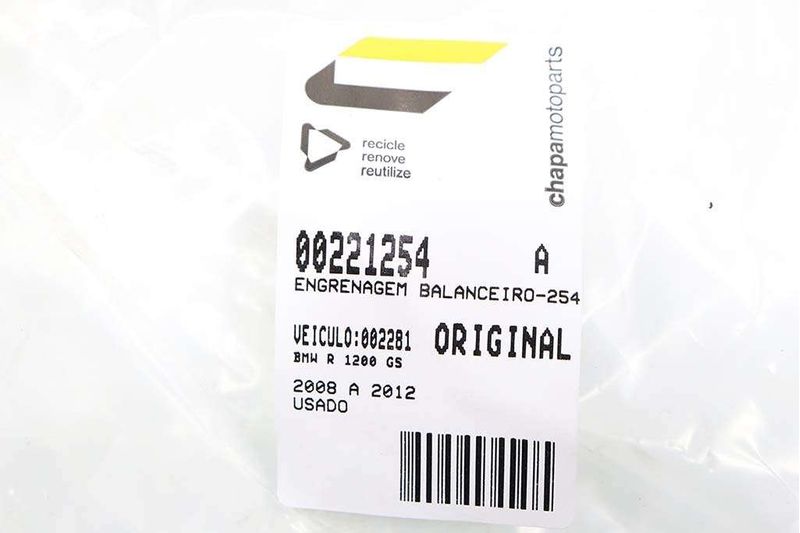 chapamotoparts
recicle
renove
reutilize
00221254 A
ENGRENAGEM BALANCEIRO-254
VEICULO:002281 ORIGINAL
BMW R 1200 GS
2008 A 2012
USADO